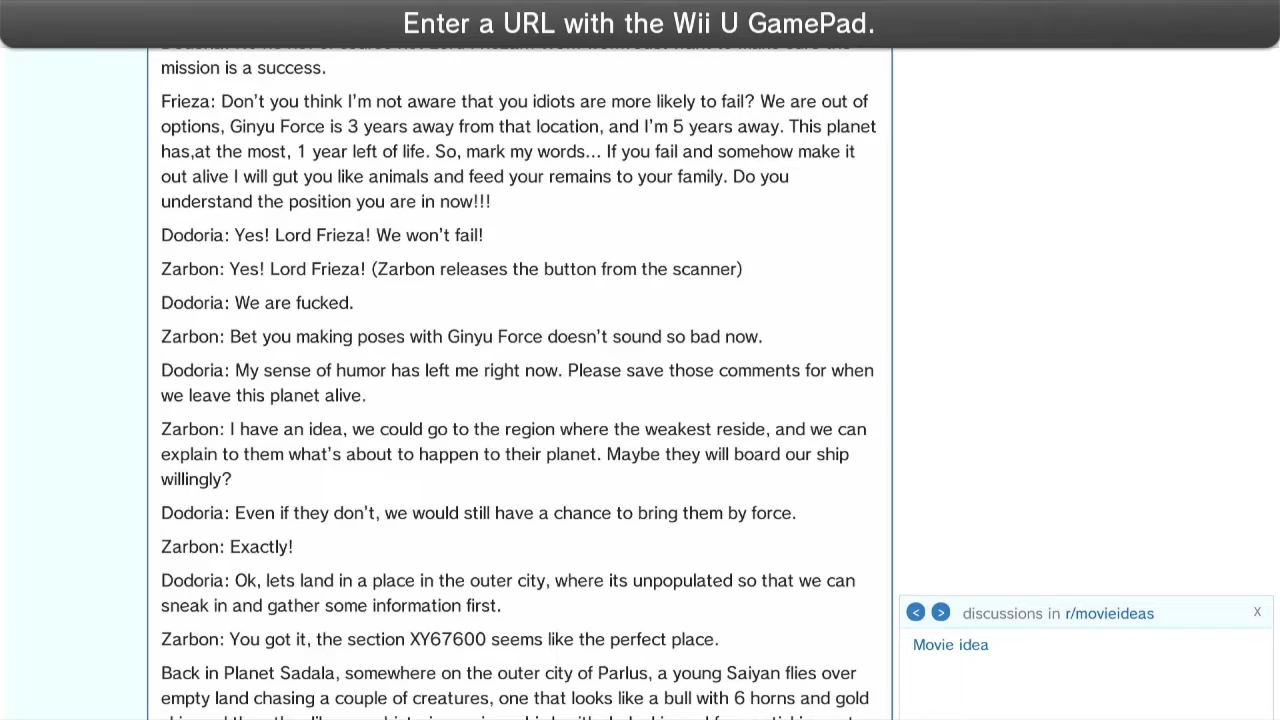 Enter a URL with the Wii U GamePad.
mission is a success.
Frieza: Don't you think I'm not aware that you idiots are more likely to fail? We are out of
options, Ginyu Force is 3 years away from that location, and I'm 5 years away. This planet
has,at the most, 1 year left of life. So, mark my words... If you fail and somehow make it
out alive I will gut you like animals and feed your remains to your family. Do you
understand the position you are in now!!!
Dodoria: Yes! Lord Frieza! We won't fail!
Zarbon: Yes! Lord Frieza! (Zarbon releases the button from the scanner)
Dodoria: We are fucked.
Zarbon: Bet you making poses with Ginyu Force doesn't sound so bad now.
Dodoria: My sense of humor has left me right now. Please save those comments for when
we leave this planet alive.
Zarbon: I have an idea, we could go to the region where the weakest reside, and we can
explain to them what's about to happen to their planet. Maybe they will board our ship
willingly?
Dodoria: Even if they don't, we would still have a chance to bring them by force.
Zarbon: Exactly!
Dodoria: Ok, lets land in a place in the outer city, where its unpopulated so that we can
sneak in and gather some information first.
Zarbon: You got it, the section XY67600 seems like the perfect place.
Back in Planet Sadala, somewhere on the outer city of Parlus, a young Saiyan flies over
empty land chasing a couple of creatures, one that looks like a bull with 6 horns and gold
< > discussions in r/movieideas X
Movie idea